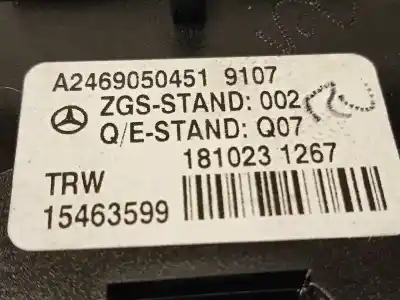 A2469050451 9107
ZGS-STAND: 002
Q/E-STAND: Q07
181023 1267
TRW
15463599